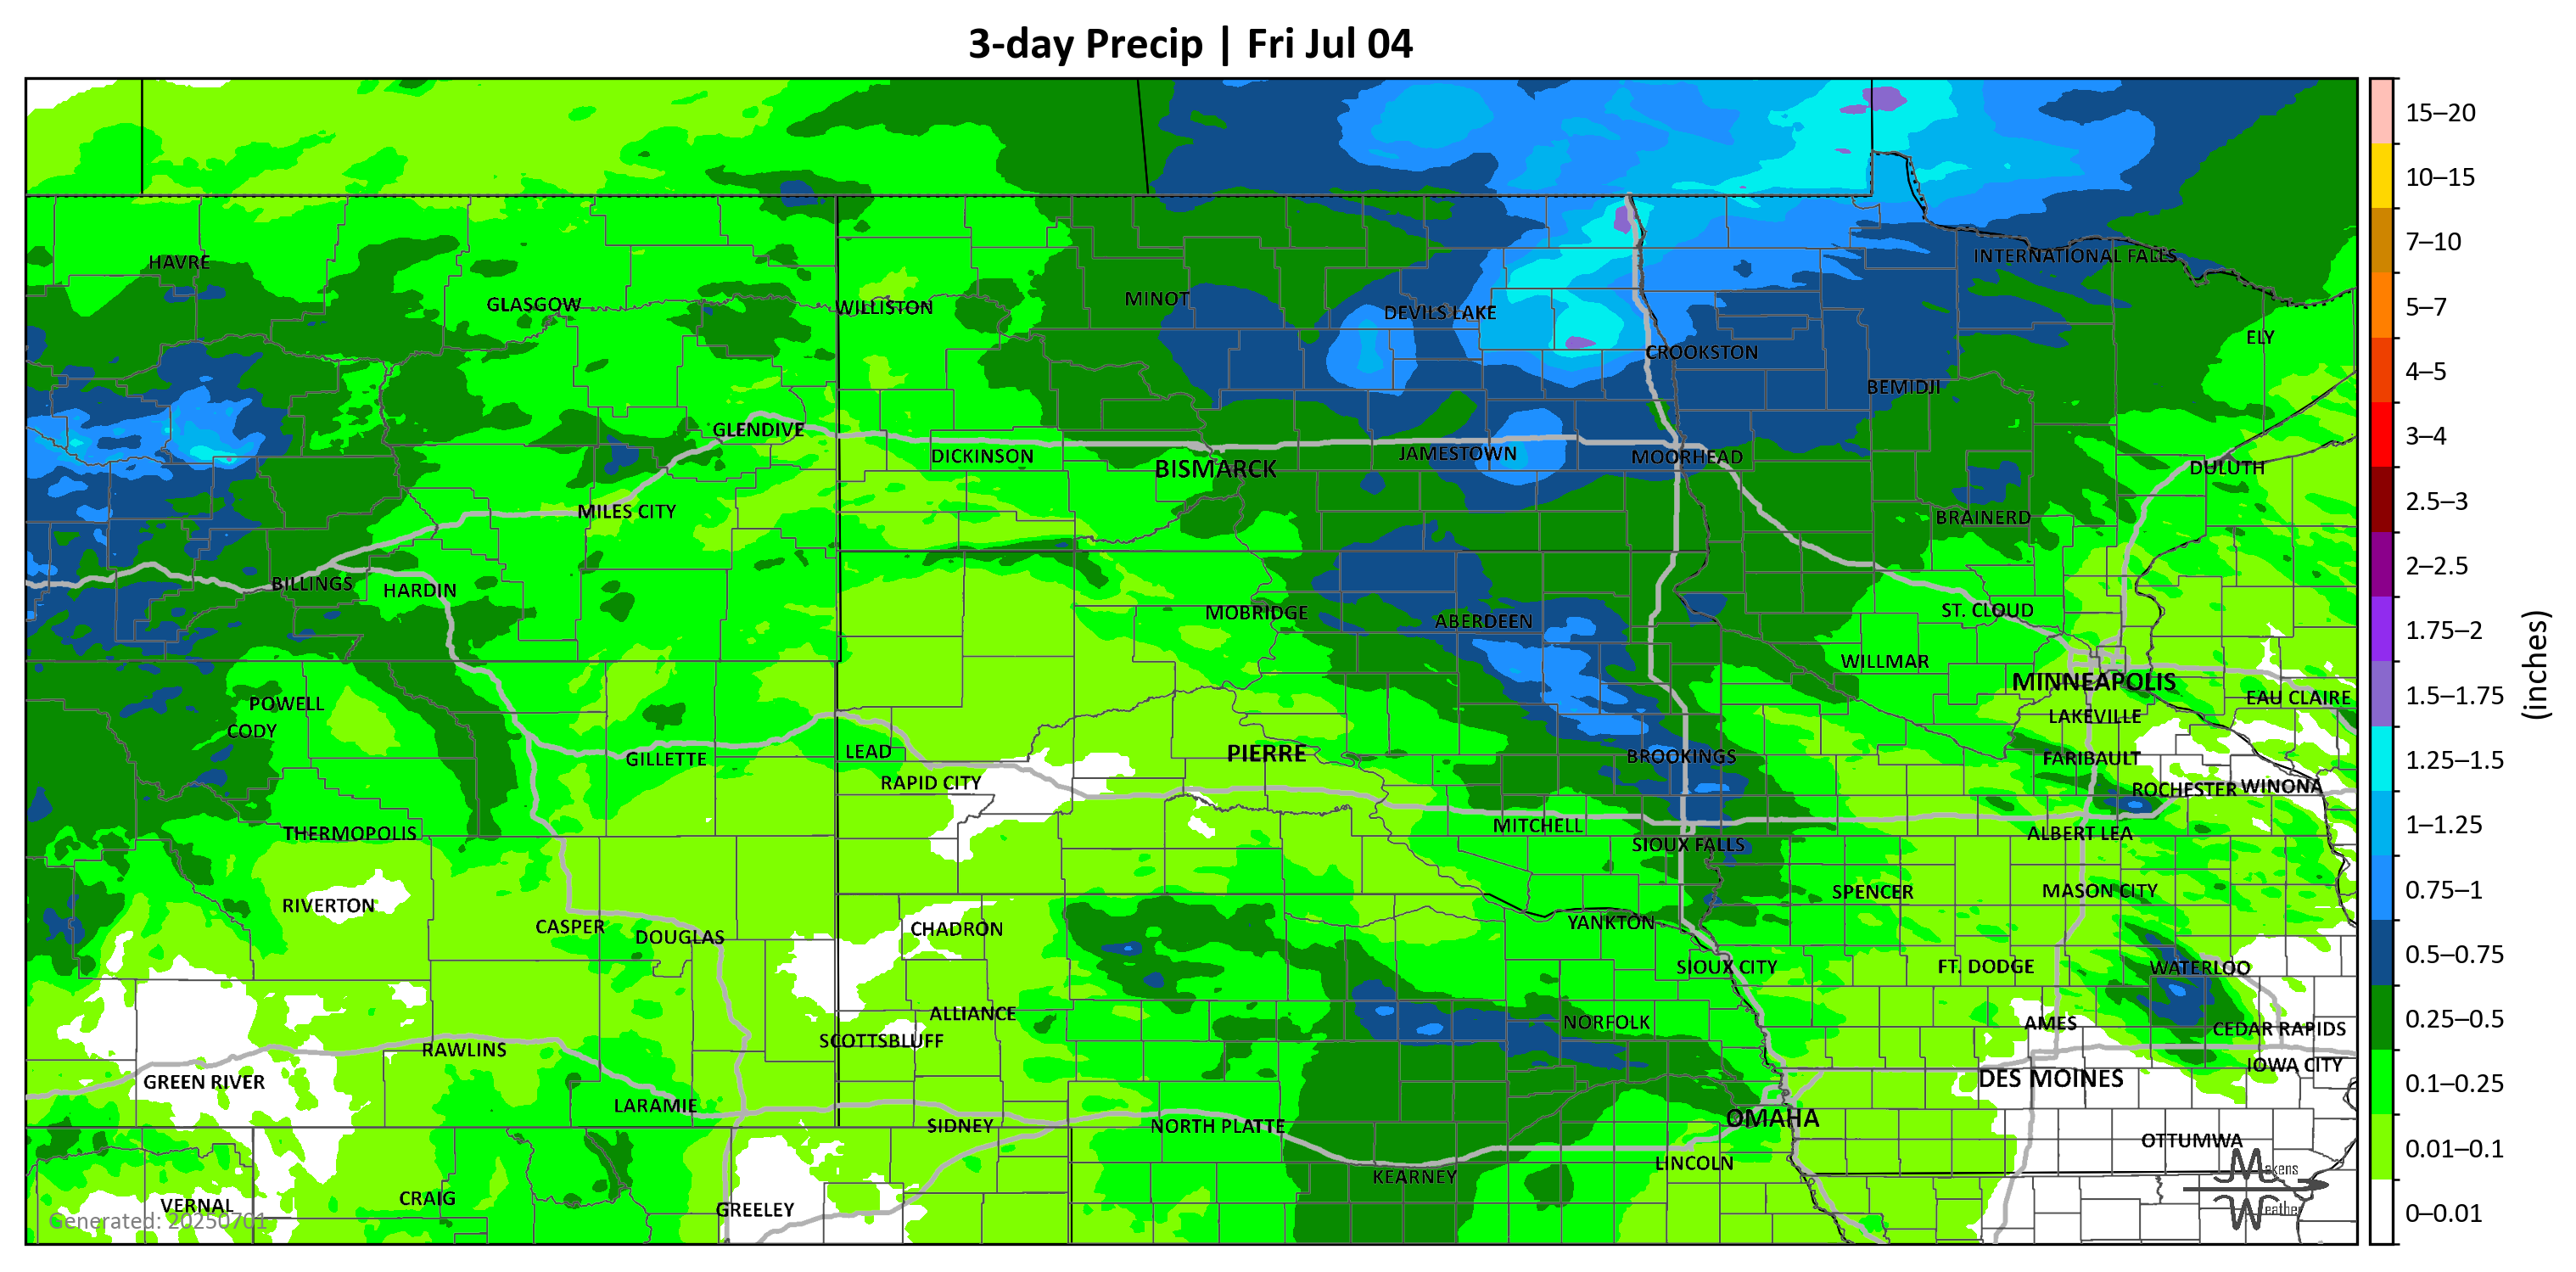 3-day Precip | Fri Jul 04
HAVRE
GLASGOW
WILLISTON
MINOT
DEVILS LAKE
INTERNATIONAL FALLS
CROOKSTON
ELY
BEMIDJI
GLENDIVE
DICKINSON
BISMARCK
JAMESTOWN
MOORHEAD
DULUTH
MILES CITY
BRAINERD
BILLINGS
HARDIN
MOBRIDGE
ABERDEEN
ST. CLOUD
WILLMAR
MINNEAPOLIS
EAU CLAIRE
POWELL
CODY
LAKEVILLE
GILLETTE
LEAD
PIERRE
BROOKINGS
FARIBAULT
RAPID CITY
ROCHESTER
WINONA
THERMOPOLIS
MITCHELL
SIOUX FALLS
ALBERT LEA
RIVERTON
SPENCER
MASON CITY
CASPER
DOUGLAS
CHADRON
YANKTON
SIOUX CITY
FT. DODGE
WATERLOO
ALLIANCE
NORFOLK
AMES
CEDAR RAPIDS
SCOTTSBLUFF
RAWLINS
IOWA CITY
GREEN RIVER
DES MOINES
LARAMIE
SIDNEY
NORTH PLATTE
OMAHA
OTTUMWA
LINCOLN
KEARNEY
VERNAL
CRAIG
GREELEY
Generated: 20250701
Makens
Weather
15–20
10–15
7–10
5–7
4–5
3–4
2.5–3
2–2.5
1.75–2
1.5–1.75
1.25–1.5
1–1.25
0.75–1
0.5–0.75
0.25–0.5
0.1–0.25
0.01–0.1
0–0.01
(inches)